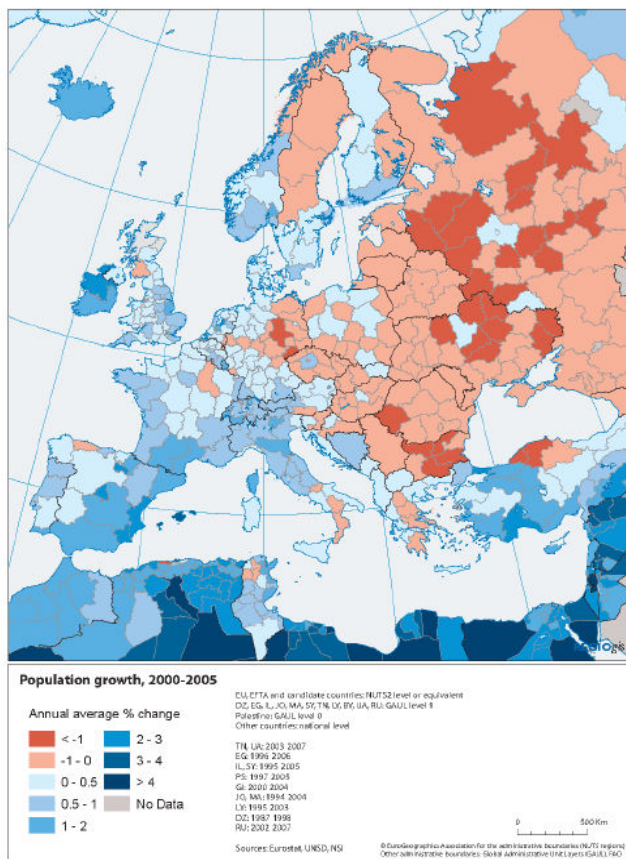 Population growth, 2000-2005
Annual average % change
< -1
-1 - 0
0 - 0.5
0.5 - 1
1 - 2
2 - 3
3 - 4
> 4
No Data
EU, EFTA and candidate countries: NUTS2 level or equivalent
DZ, EG, IL, JO, MA, SY, TN, LY, BY, UA, RU: GAUL level 1
Palestine: GAUL level 0
Other countries: national level
TN, UA: 2003 2007
EG: 1996 2006
IL, SY: 1995 2005
PS: 1997 2005
GI: 2000 2004
JO, MA: 1994 2004
LY: 1995 2003
DZ: 1987 1998
RU: 2002 2007
Sources: Eurostat, UNSD, NSI
0 500 Km
© EuroGeographics Association for the administrative boundaries (NUTS regions)
Other administrative boundaries: Global Administrative Unit Layers (GAUL), FAO